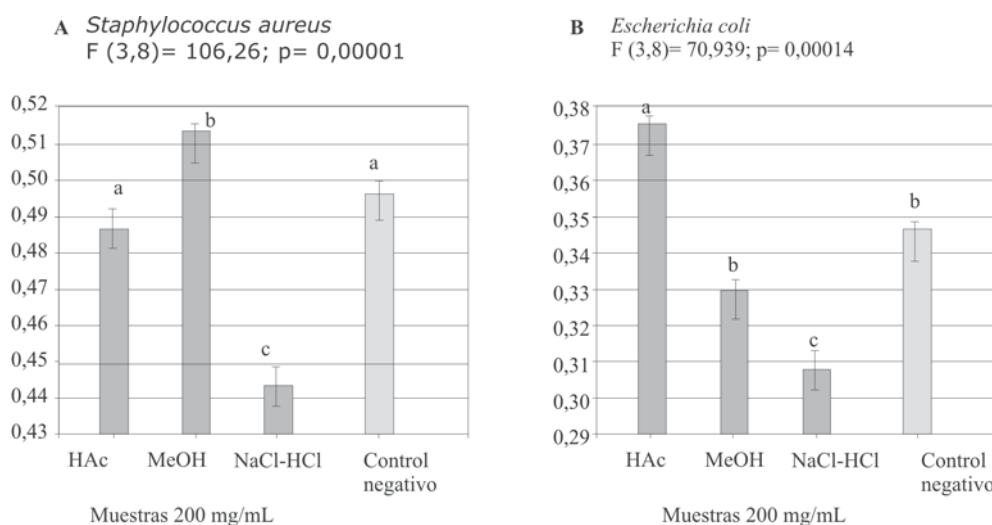 A Staphylococcus aureus
F (3,8)= 106,26; p= 0,00001
0,52
0,51
0,50
0,49
0,48
0,47
0,46
0,45
0,44
0,43
a
b
c
a
HAc
MeOH
NaCl-HCl
Control
negativo
Muestras 200 mg/mL
B Escherichia coli
F (3,8)= 70,939; p= 0,00014
0,38
0,37
0,36
0,35
0,34
0,33
0,32
0,31
0,30
0,29
a
b
c
b
HAc
MeOH
NaCl-HCl
Control
negativo
Muestras 200 mg/mL